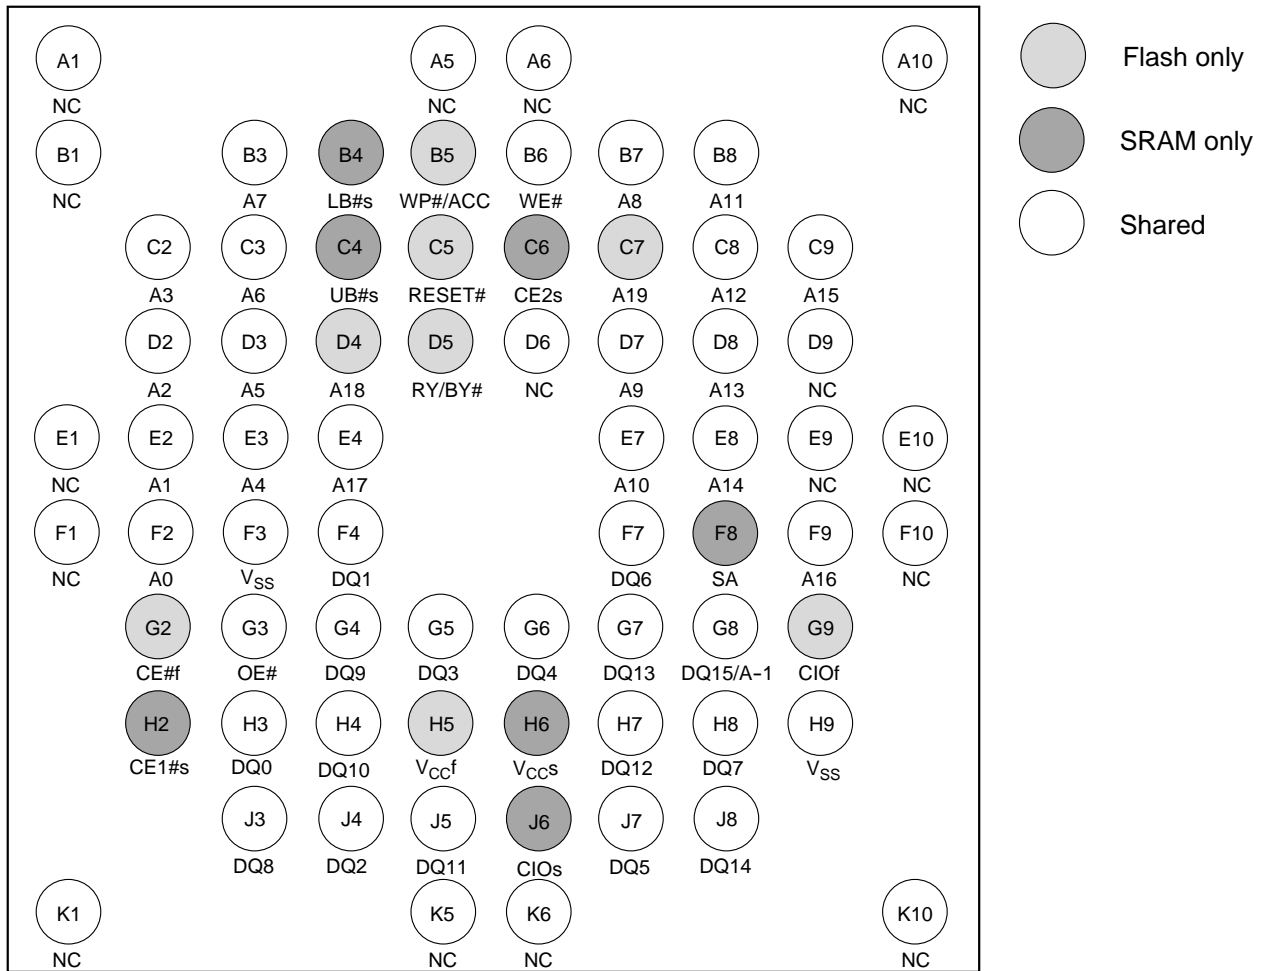 A1 A5 A6 A10 Flash only
NC NC NC NC
B1 B3 B4 B5 B6 B7 B8 SRAM only
NC A7 LB#s WP#/ACC WE# A8 A11
C2 C3 C4 C5 C6 C7 C8 C9 Shared
A3 A6 UB#s RESET# CE2s A19 A12 A15
D2 D3 D4 D5 D6 D7 D8 D9
A2 A5 A18 RY/BY# NC A9 A13 NC
E1 E2 E3 E4 E7 E8 E9 E10
NC A1 A4 A17 A10 A14 NC NC
F1 F2 F3 F4 F7 F8 F9 F10
NC A0 VSS DQ1 DQ6 SA A16 NC
G2 G3 G4 G5 G6 G7 G8 G9
CE#f OE# DQ9 DQ3 DQ4 DQ13 DQ15/A-1 CIOf
H2 H3 H4 H5 H6 H7 H8 H9
CE1#s DQ0 DQ10 VCCf VCCs DQ12 DQ7 VSS
J3 J4 J5 J6 J7 J8
DQ8 DQ2 DQ11 CIOs DQ5 DQ14
K1 K5 K6 K10
NC NC NC NC